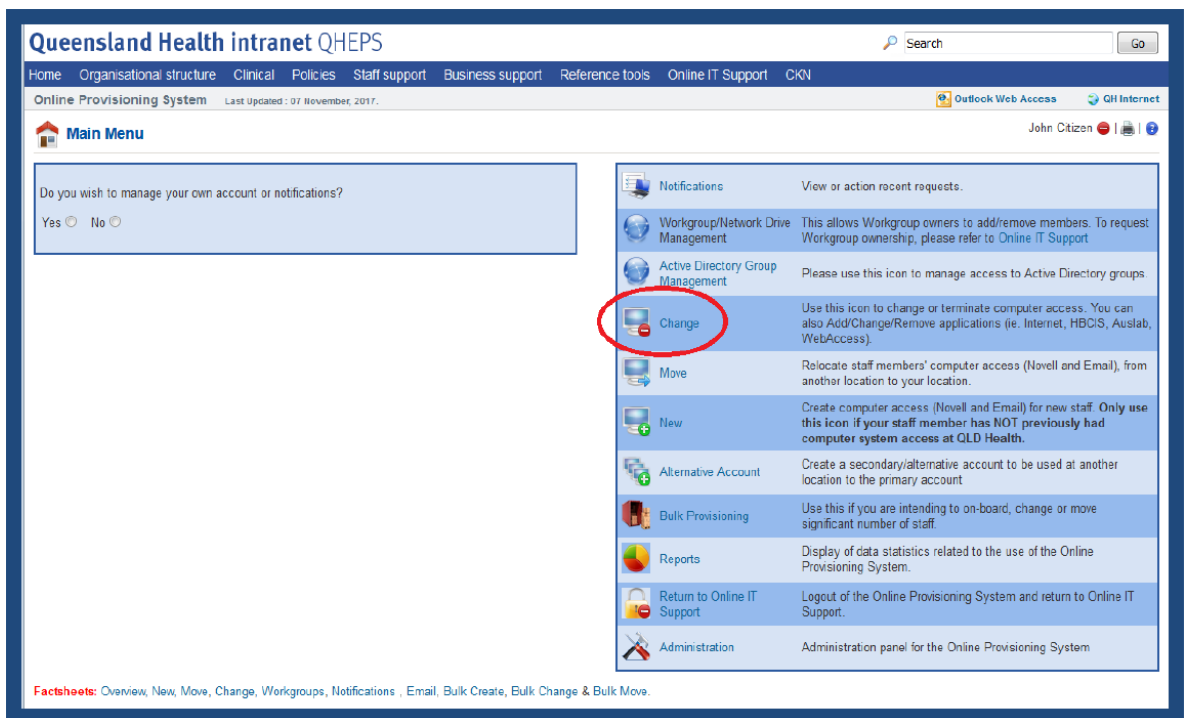 Queensland Health intranet QHEPS
Search
Go
Home Organisational structure Clinical Policies Staff support Business support Reference tools Online IT Support CKN
Online Provisioning System Last Updated : 07 November, 2017.
Outlook Web Access QH Internet
Main Menu
John Citizen | |
Do you wish to manage your own account or notifications?
Yes No
Notifications
View or action recent requests.
Workgroup/Network Drive
Management
This allows Workgroup owners to add/remove members. To request
Workgroup ownership, please refer to Online IT Support
Active Directory Group
Management
Please use this icon to manage access to Active Directory groups
Change
Use this icon to change or terminate computer access. You can
also Add/Change/Remove applications (ie. Internet, HBCIS, Auslab,
WebAccess).
Move
Relocate staff members' computer access (Novell and Email), from
another location to your location.
New
Create computer access (Novell and Email) for new staff. Only use
this icon if your staff member has NOT previously had
computer system access at QLD Health.
Alternative Account
Create a secondary/alternative account to be used at another
location to the primary account
Bulk Provisioning
Use this if you are intending to on-board, change or move
significant number of staff.
Reports
Display of data statistics related to the use of the Online
Provisioning System.
Return to Online IT
Support
Logout of the Online Provisioning System and return to Online IT
Support.
Administration
Administration panel for the Online Provisioning System
Factsheets: Overview, New, Move, Change, Workgroups, Notifications , Email, Bulk Create, Bulk Change & Bulk Move.